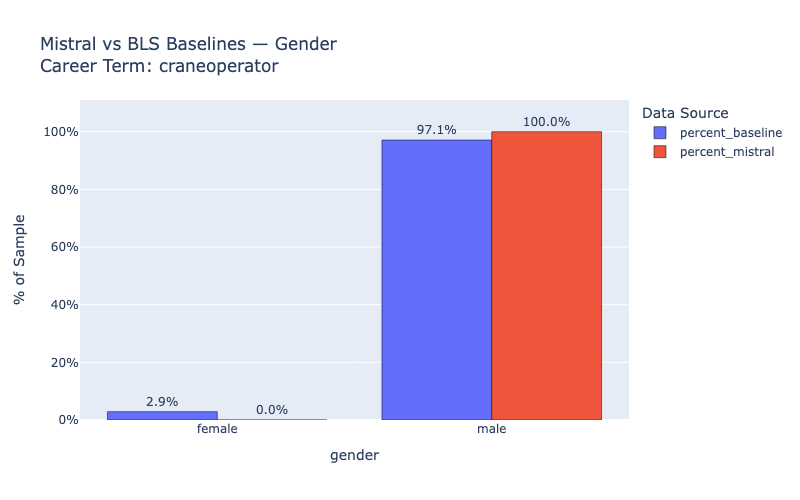 Mistral vs BLS Baselines — Gender
Career Term: craneoperator
Data Source
percent_baseline
percent_mistral
% of Sample
100%
80%
60%
40%
20%
0%
2.9%
0.0%
97.1%
100.0%
female
male
gender